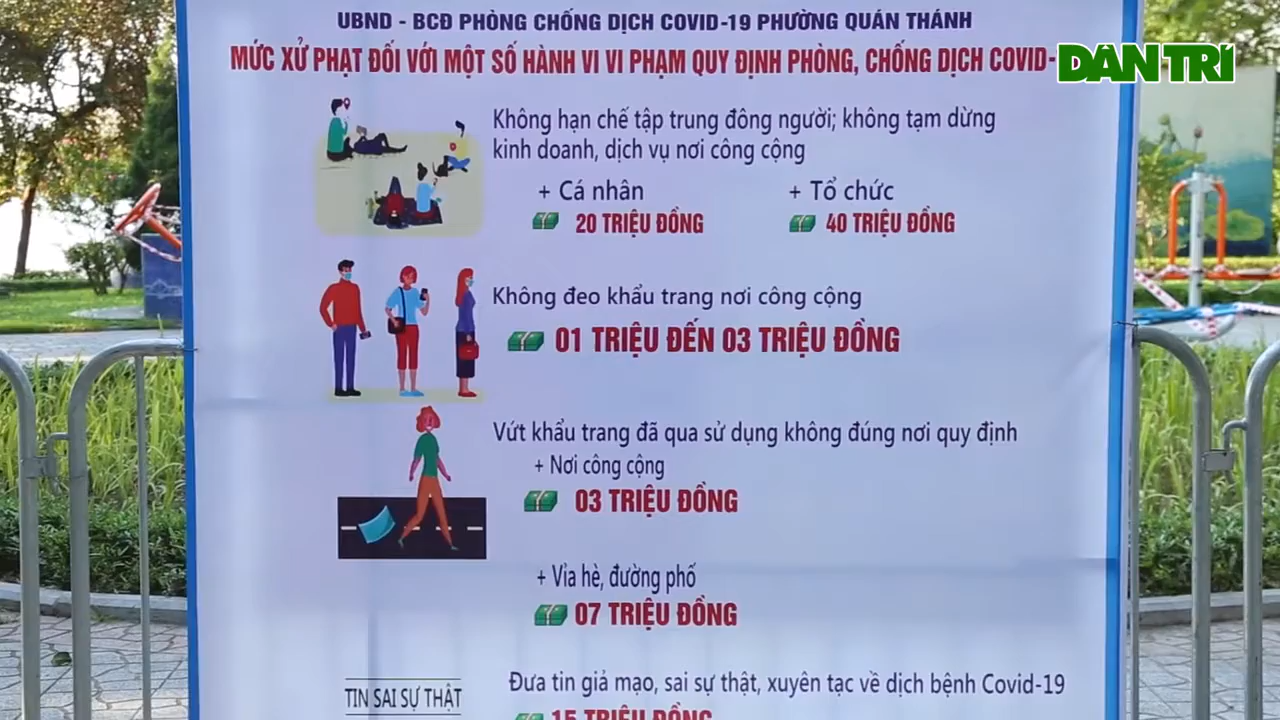 UBND - BCĐ PHÒNG CHỐNG DỊCH COVID-19 PHƯỜNG QUÁN THÁNH
MỨC XỬ PHẠT ĐỐI VỚI MỘT SỐ HÀNH VI VI PHẠM QUY ĐỊNH PHÒNG, CHỐNG DỊCH COVID-
DÂN TRÍ
Không hạn chế tập trung đông người; không tạm dừng
kinh doanh, dịch vụ nơi công cộng
+ Cá nhân + Tổ chức
20 TRIỆU ĐỒNG 40 TRIỆU ĐỒNG
Không đeo khẩu trang nơi công cộng
01 TRIỆU ĐẾN 03 TRIỆU ĐỒNG
Vứt khẩu trang đã qua sử dụng không đúng nơi quy định
+ Nơi công cộng
03 TRIỆU ĐỒNG
+ Vỉa hè, đường phố
07 TRIỆU ĐỒNG
TIN SAI SỰ THẬT
Đưa tin giả mạo, sai sự thật, xuyên tạc về dịch bệnh Covid-19
15 TRIỆU ĐỒNG